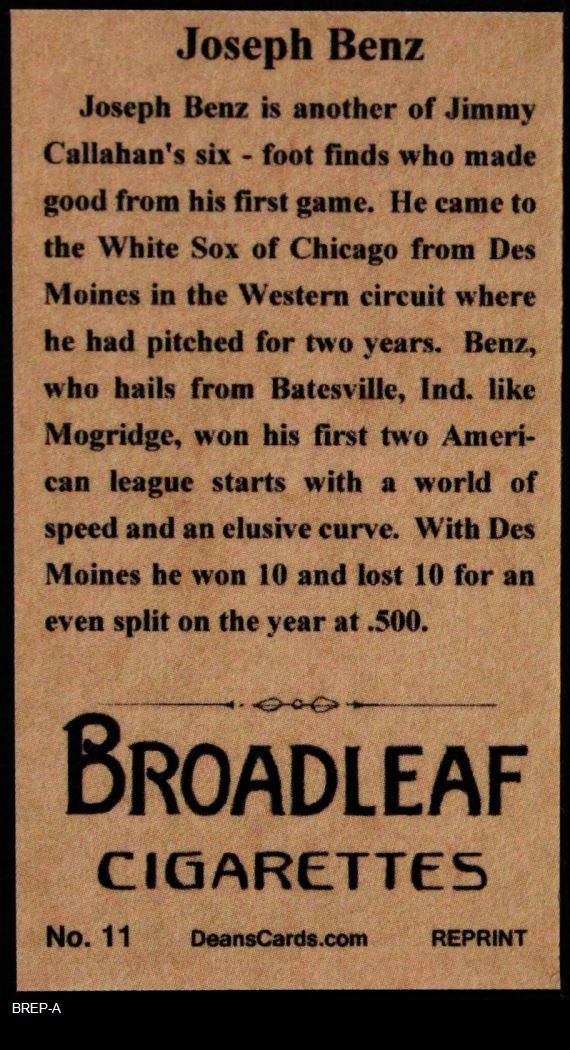 Joseph Benz
Joseph Benz is another of Jimmy
Callahan's six - foot finds who made
good from his first game. He came to
the White Sox of Chicago from Des
Moines in the Western circuit where
he had pitched for two years. Benz,
who hails from Batesville, Ind. like
Mogridge, won his first two Ameri-
can league starts with a world of
speed and an elusive curve. With Des
Moines he won 10 and lost 10 for an
even split on the year at .500.
BROADLEAF
CIGARETTES
No. 11 DeansCards.com REPRINT
BREP-A